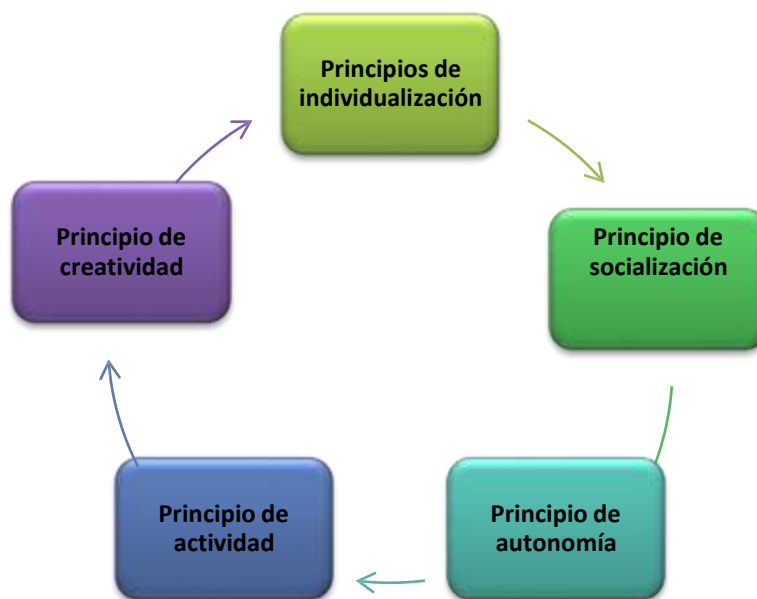 Principios de
individualización
Principio de
socialización
Principio de
autonomía
Principio de
actividad
Principio de
creatividad